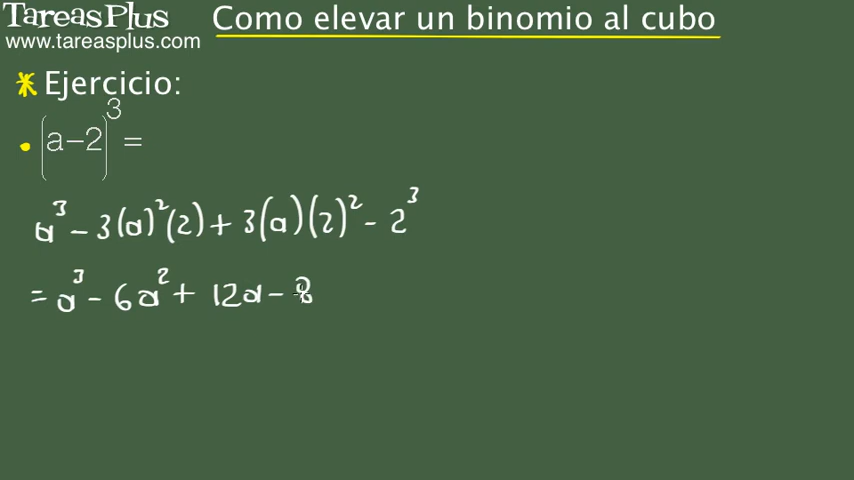 TareasPlus
Como elevar un binomio al cubo
www.tareasplus.com
* Ejercicio:
• (a-2)³ =
a³ - 3(a)²(2) + 3(a)(2)² - 2³
= a³ - 6a² + 12a - 8